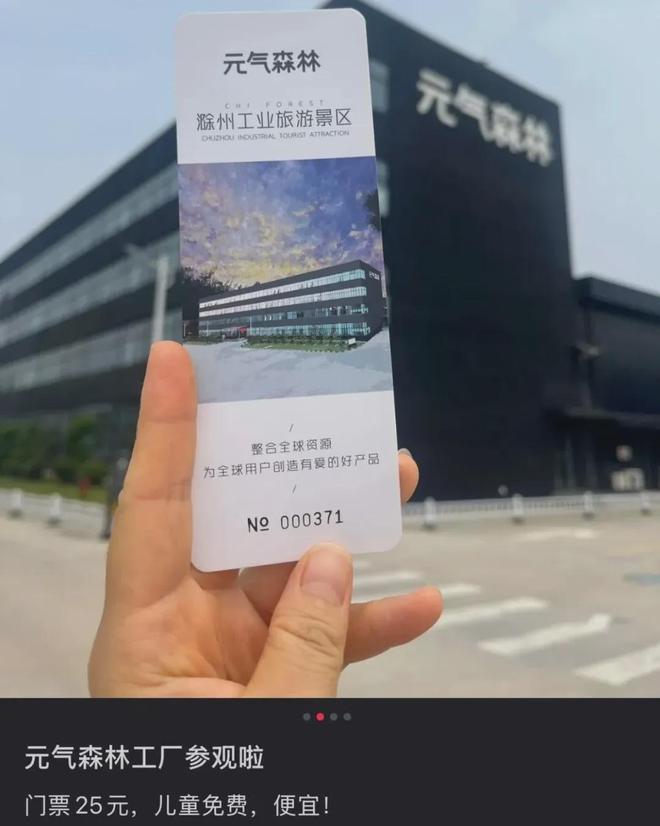 元气森林
CHI FOREST
滁州工业旅游景区
CHUZHOU INDUSTRIAL TOURIST ATTRACTION
元气森林
/
整合全球资源
为全球用户创造有爱的好产品
/
№ 000371
元气森林工厂参观啦
门票25元，儿童免费，便宜！